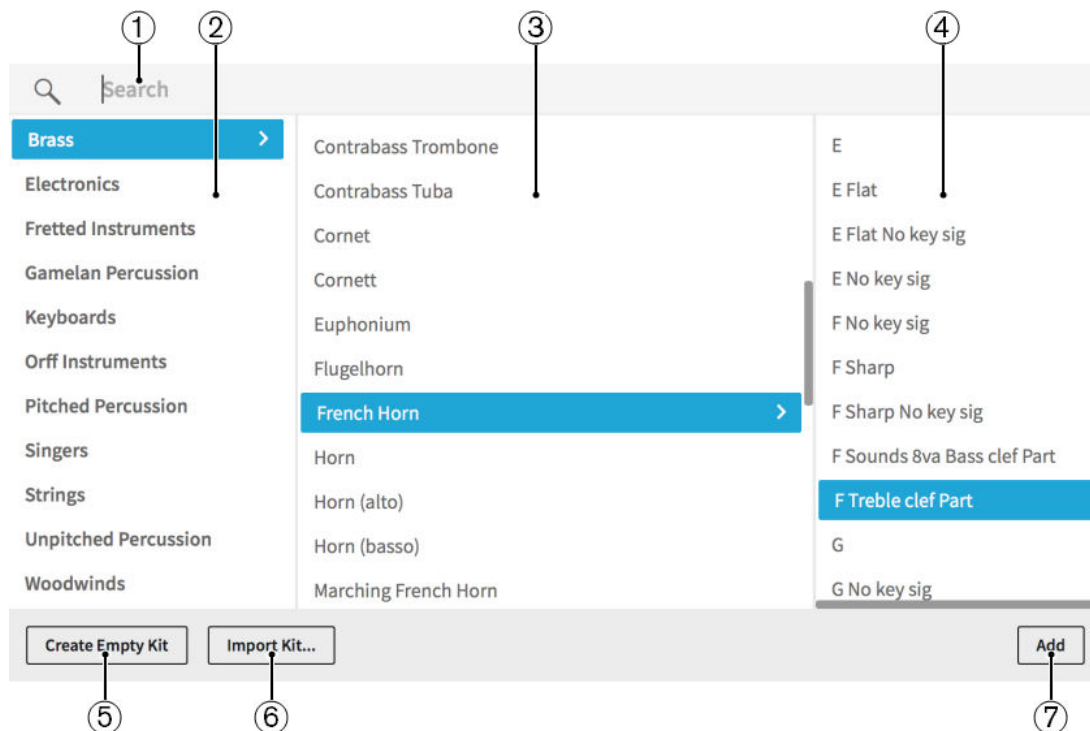 ① ② ③ ④
Search
Brass
Electronics
Fretted Instruments
Gamelan Percussion
Keyboards
Orff Instruments
Pitched Percussion
Singers
Strings
Unpitched Percussion
Woodwinds
Contrabass Trombone
Contrabass Tuba
Cornet
Cornett
Euphonium
Flugelhorn
French Horn
Horn
Horn (alto)
Horn (basso)
Marching French Horn
E
E Flat
E Flat No key sig
E No key sig
F No key sig
F Sharp
F Sharp No key sig
F Sounds 8va Bass clef Part
F Treble clef Part
G
G No key sig
Create Empty Kit
Import Kit...
Add
⑤ ⑥ ⑦